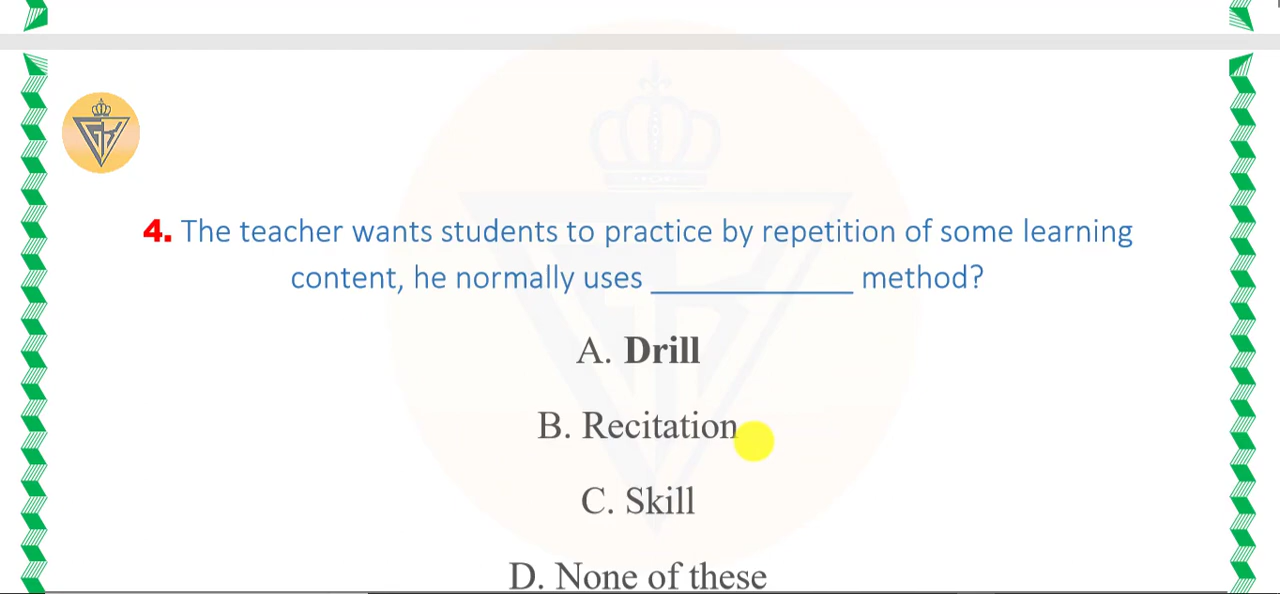 4. The teacher wants students to practice by repetition of some learning
content, he normally uses ____________ method?
A. Drill
B. Recitation
C. Skill
D. None of these